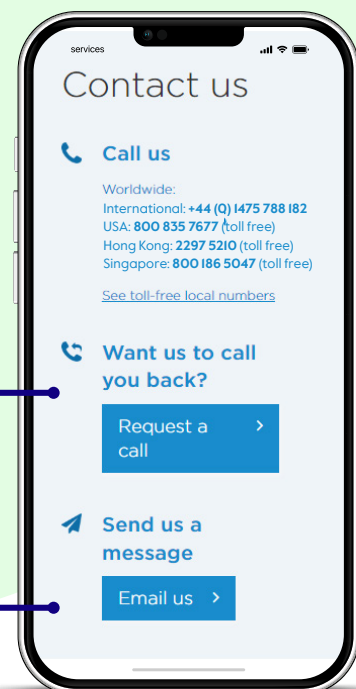 services
Contact us
Call us
Worldwide:
International: +44 (0) 1475 788 182
USA: 800 835 7677 (toll free)
Hong Kong: 2297 5210 (toll free)
Singapore: 800 186 5047 (toll free)
See toll-free local numbers
Want us to call
you back?
Request a
call
Send us a
message
Email us